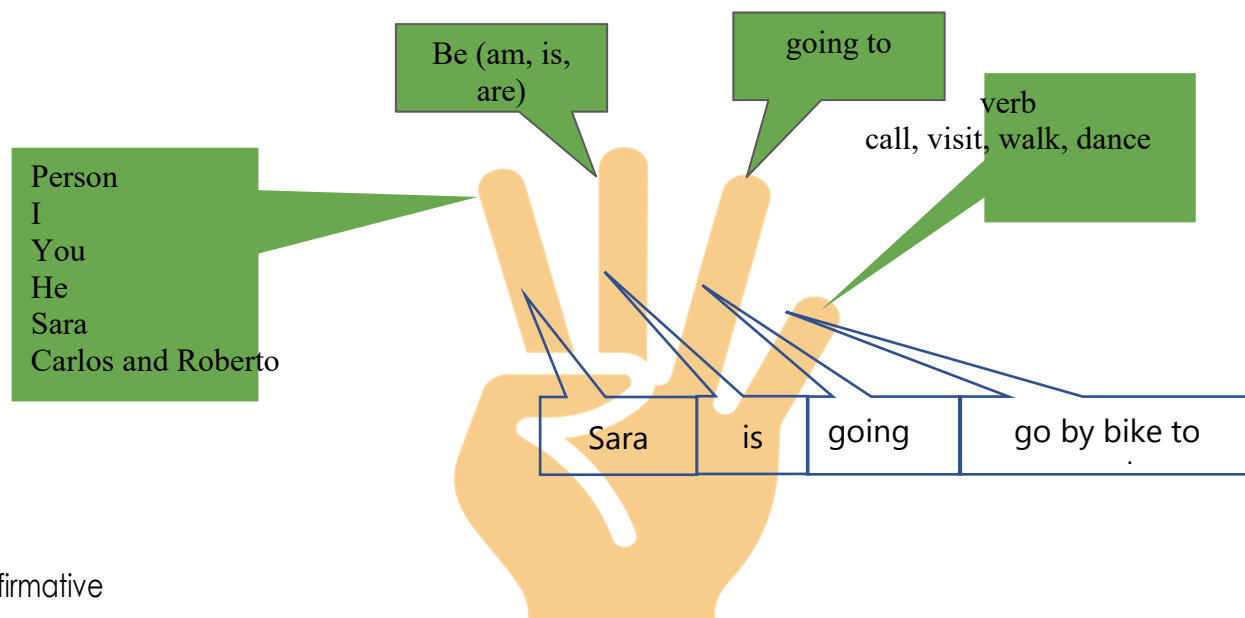 Be (am, is,
are)
going to
verb
call, visit, walk, dance
Person
I
You
He
Sara
Carlos and Roberto
Sara is going go by bike to
firmative